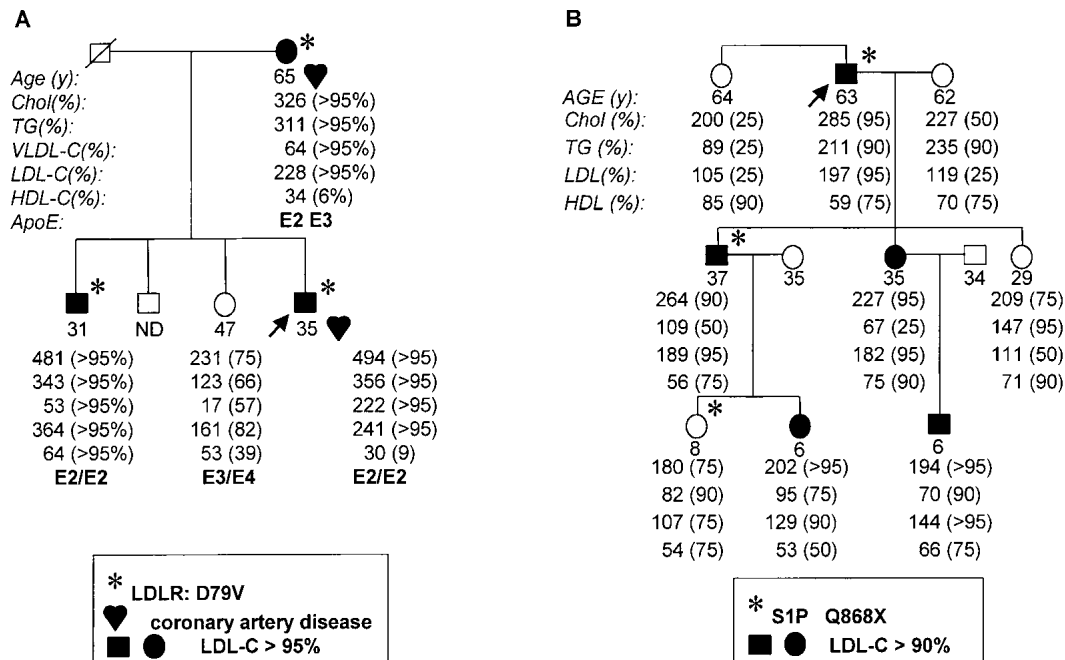 A
*
Age (y): 65
Chol(%): 326 (>95%)
TG(%): 311 (>95%)
VLDL-C(%): 64 (>95%)
LDL-C(%): 228 (>95%)
HDL-C(%): 34 (6%)
ApoE: E2 E3
* *
31 ND 47 35
481 (>95%) 231 (75) 494 (>95)
343 (>95%) 123 (66) 356 (>95)
53 (>95%) 17 (57) 222 (>95)
364 (>95%) 161 (82) 241 (>95)
64 (>95%) 53 (39) 30 (9)
E2/E2 E3/E4 E2/E2
* LDLR: D79V
coronary artery disease
LDL-C > 95%
B
*
AGE (y): 64 63 62
Chol (%): 200 (25) 285 (95) 227 (50)
TG (%): 89 (25) 211 (90) 235 (90)
LDL(%): 105 (25) 197 (95) 119 (25)
HDL (%): 85 (90) 59 (75) 70 (75)
*
37 35 35 34 29
264 (90) 227 (95) 209 (75)
109 (50) 67 (25) 147 (95)
189 (95) 182 (95) 111 (50)
56 (75) 75 (90) 71 (90)
*
8 6 6
180 (75) 202 (>95) 194 (>95)
82 (90) 95 (75) 70 (90)
107 (75) 129 (90) 144 (>95)
54 (75) 53 (50) 66 (75)
* S1P Q868X
LDL-C > 90%